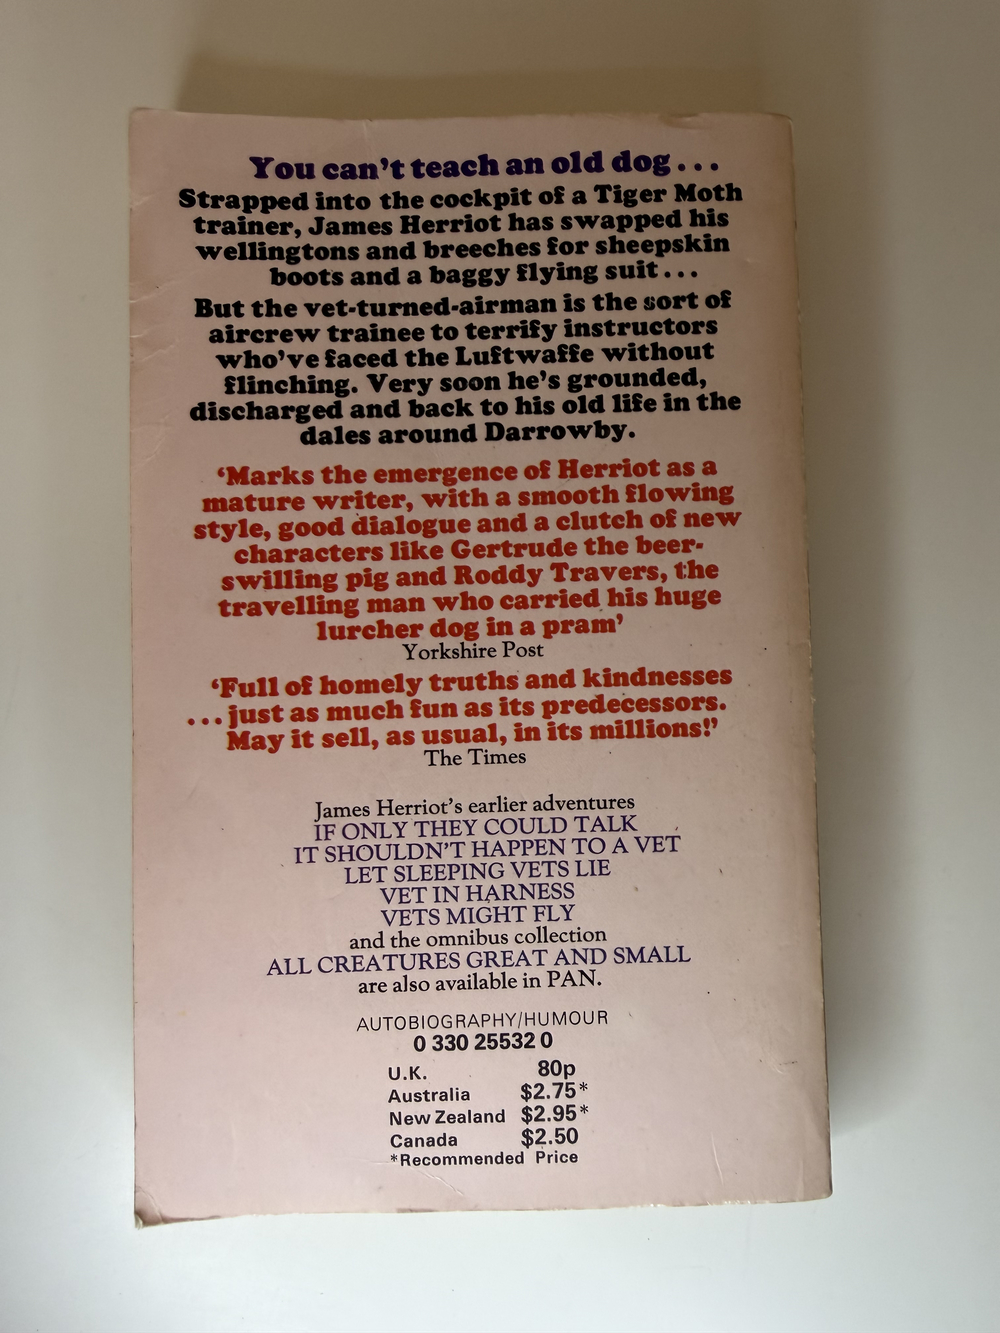 You can't teach an old dog...
Strapped into the cockpit of a Tiger Moth
trainer, James Herriot has swapped his
wellingtons and breeches for sheepskin
boots and a baggy flying suit...
But the vet-turned-airman is the sort of
aircrew trainee to terrify instructors
who've faced the Luftwaffe without
flinching. Very soon he's grounded,
discharged and back to his old life in the
dales around Darrowby.
'Marks the emergence of Herriot as a
mature writer, with a smooth flowing
style, good dialogue and a clutch of new
characters like Gertrude the beer-
swilling pig and Roddy Travers, the
travelling man who carried his huge
lurcher dog in a pram'
Yorkshire Post
'Full of homely truths and kindnesses
...just as much fun as its predecessors.
May it sell, as usual, in its millions!'
The Times
James Herriot's earlier adventures
IF ONLY THEY COULD TALK
IT SHOULDN'T HAPPEN TO A VET
LET SLEEPING VETS LIE
VET IN HARNESS
VETS MIGHT FLY
and the omnibus collection
ALL CREATURES GREAT AND SMALL
are also available in PAN.
AUTOBIOGRAPHY/HUMOUR
0 330 25532 0
U.K. 80p
Australia $2.75*
New Zealand $2.95*
Canada $2.50
*Recommended Price